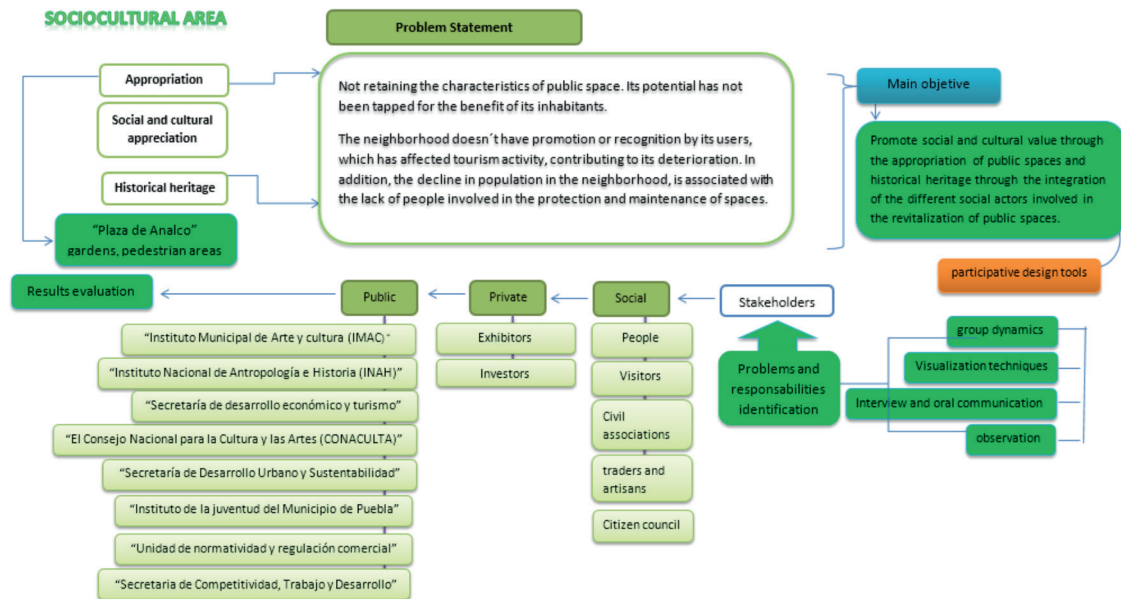 SOCIOCULTURAL AREA
Problem Statement
Appropriation
Social and cultural
appreciation
Historical heritage
"Plaza de Analco"
gardens, pedestrian areas
Not retaining the characteristics of public space. Its potential has not
been tapped for the benefit of its inhabitants.
The neighborhood doesn´t have promotion or recognition by its users,
which has affected tourism activity, contributing to its deterioration. In
addition, the decline in population in the neighborhood, is associated with
the lack of people involved in the protection and maintenance of spaces.
Main objetive
Promote social and cultural value through
the appropriation of public spaces and
historical heritage through the integration
of the different social actors involved in
the revitalization of public spaces.
participative design tools
Results evaluation
Public
Private
Social
Stakeholders
"Instituto Municipal de Arte y cultura (IMAC)"
"Instituto Nacional de Antropología e Historia (INAH)"
"Secretaría de desarrollo económico y turismo"
"El Consejo Nacional para la Cultura y las Artes (CONACULTA)"
"Secretaría de Desarrollo Urbano y Sustentabilidad"
"Instituto de la juventud del Municipio de Puebla"
"Unidad de normatividad y regulación comercial"
"Secretaria de Competitividad, Trabajo y Desarrollo"
Exhibitors
Investors
People
Visitors
Civil
associations
traders and
artisans
Citizen council
Problems and
responsabilities
identification
group dynamics
Visualization techniques
Interview and oral communication
observation